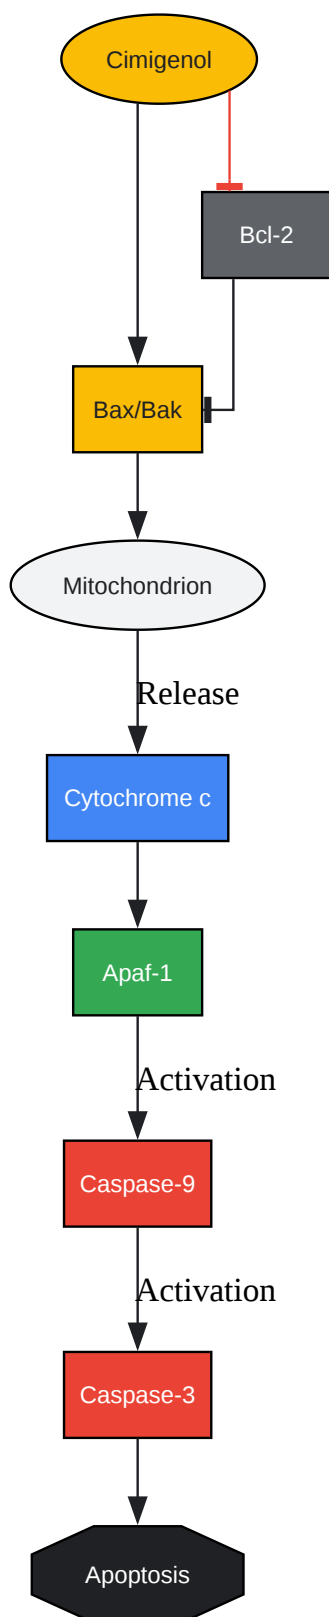 Cimigenol
Bcl-2
Bax/Bak
Mitochondrion
Release
Cytochrome c
Apaf-1
Activation
Caspase-9
Activation
Caspase-3
Apoptosis